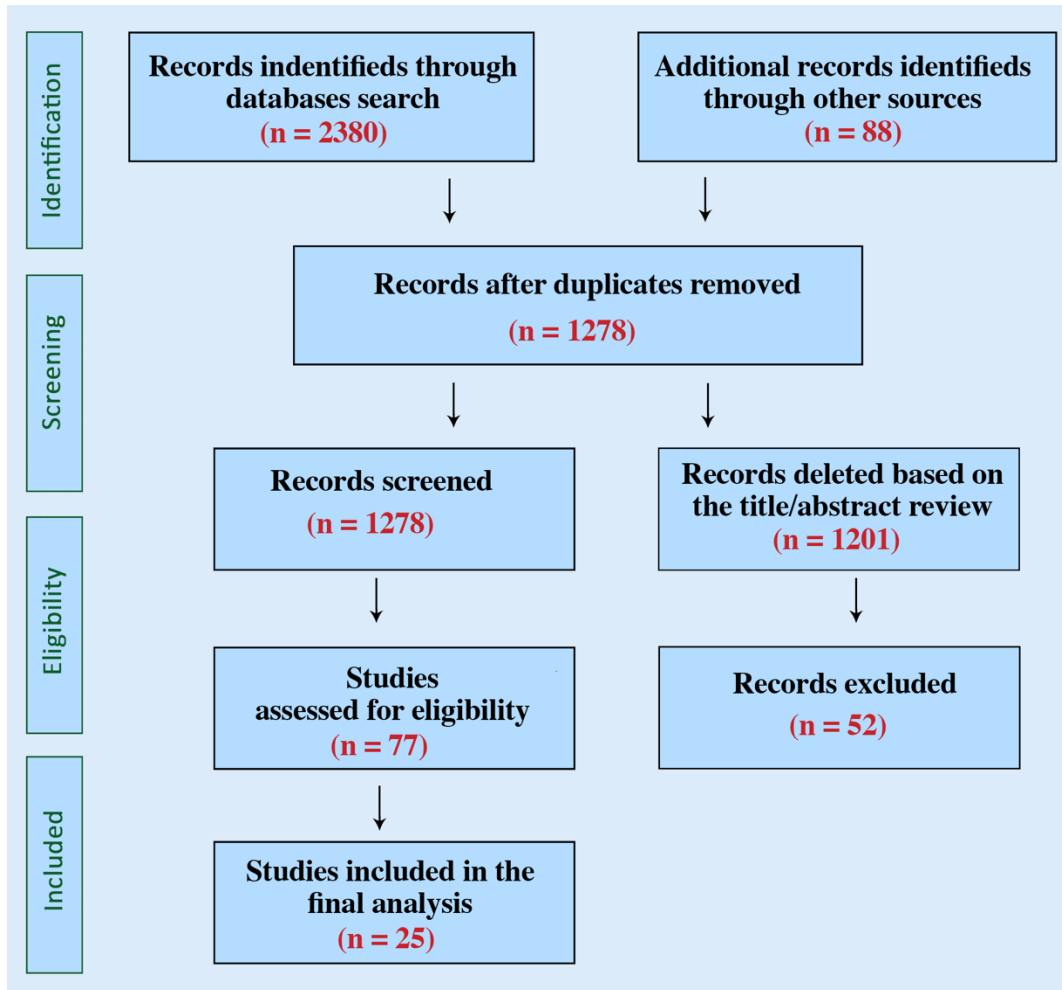 Identification
Records indentifieds through
databases search
(n = 2380)
Additional records identifieds
through other sources
(n = 88)
Screening
Records after duplicates removed
(n = 1278)
Records screened
(n = 1278)
Records deleted based on
the title/abstract review
(n = 1201)
Eligibility
Studies
assessed for eligibility
(n = 77)
Records excluded
(n = 52)
Included
Studies included in the
final analysis
(n = 25)